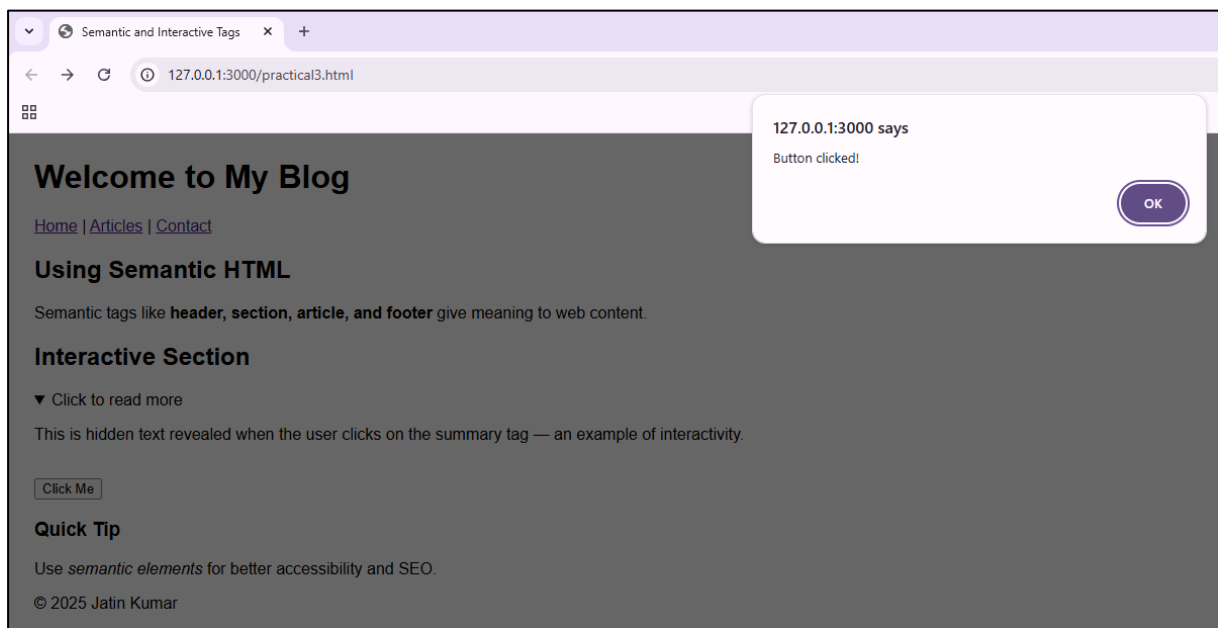 Semantic and Interactive Tags
127.0.0.1:3000/practical3.html
127.0.0.1:3000 says
Button clicked!
OK
Welcome to My Blog
Home | Articles | Contact
Using Semantic HTML
Semantic tags like header, section, article, and footer give meaning to web content.
Interactive Section
▼ Click to read more
This is hidden text revealed when the user clicks on the summary tag — an example of interactivity.
Click Me
Quick Tip
Use semantic elements for better accessibility and SEO.
© 2025 Jatin Kumar